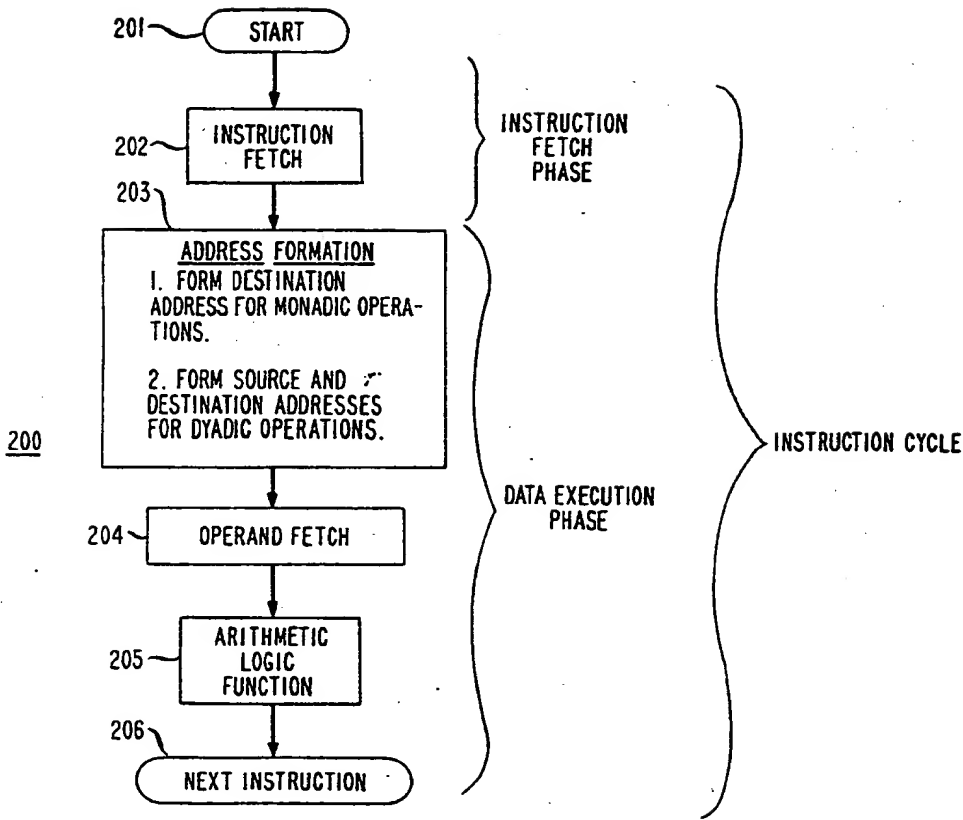 201
START
202
INSTRUCTION
FETCH
INSTRUCTION
FETCH
PHASE
203
ADDRESS FORMATION
1. FORM DESTINATION
ADDRESS FOR MONADIC OPERA-
TIONS.
2. FORM SOURCE AND
DESTINATION ADDRESSES
FOR DYADIC OPERATIONS.
200
INSTRUCTION CYCLE
DATA EXECUTION
PHASE
204
OPERAND FETCH
205
ARITHMETIC
LOGIC
FUNCTION
206
NEXT INSTRUCTION